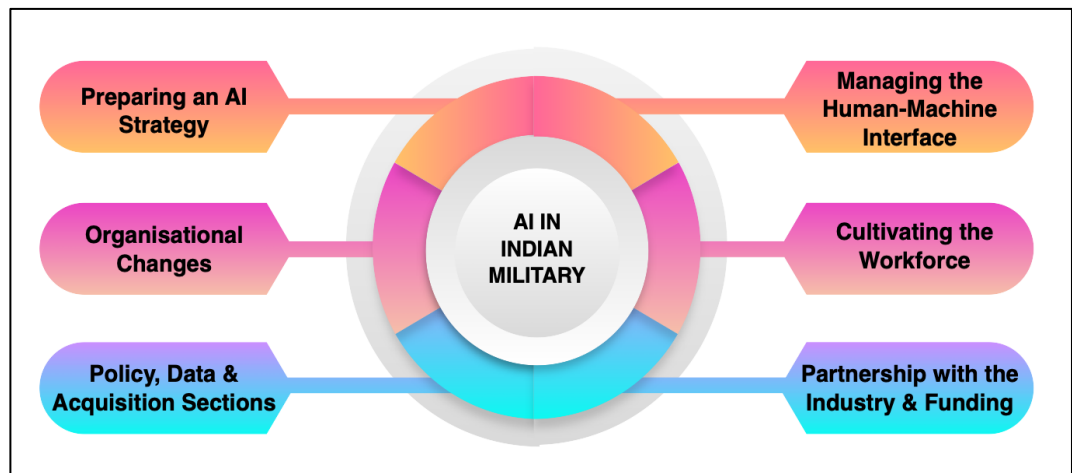 Preparing an AI
Strategy
Organisational
Changes
Policy, Data &
Acquisition Sections
AI IN
INDIAN
MILITARY
Managing the
Human-Machine
Interface
Cultivating the
Workforce
Partnership with the
Industry & Funding